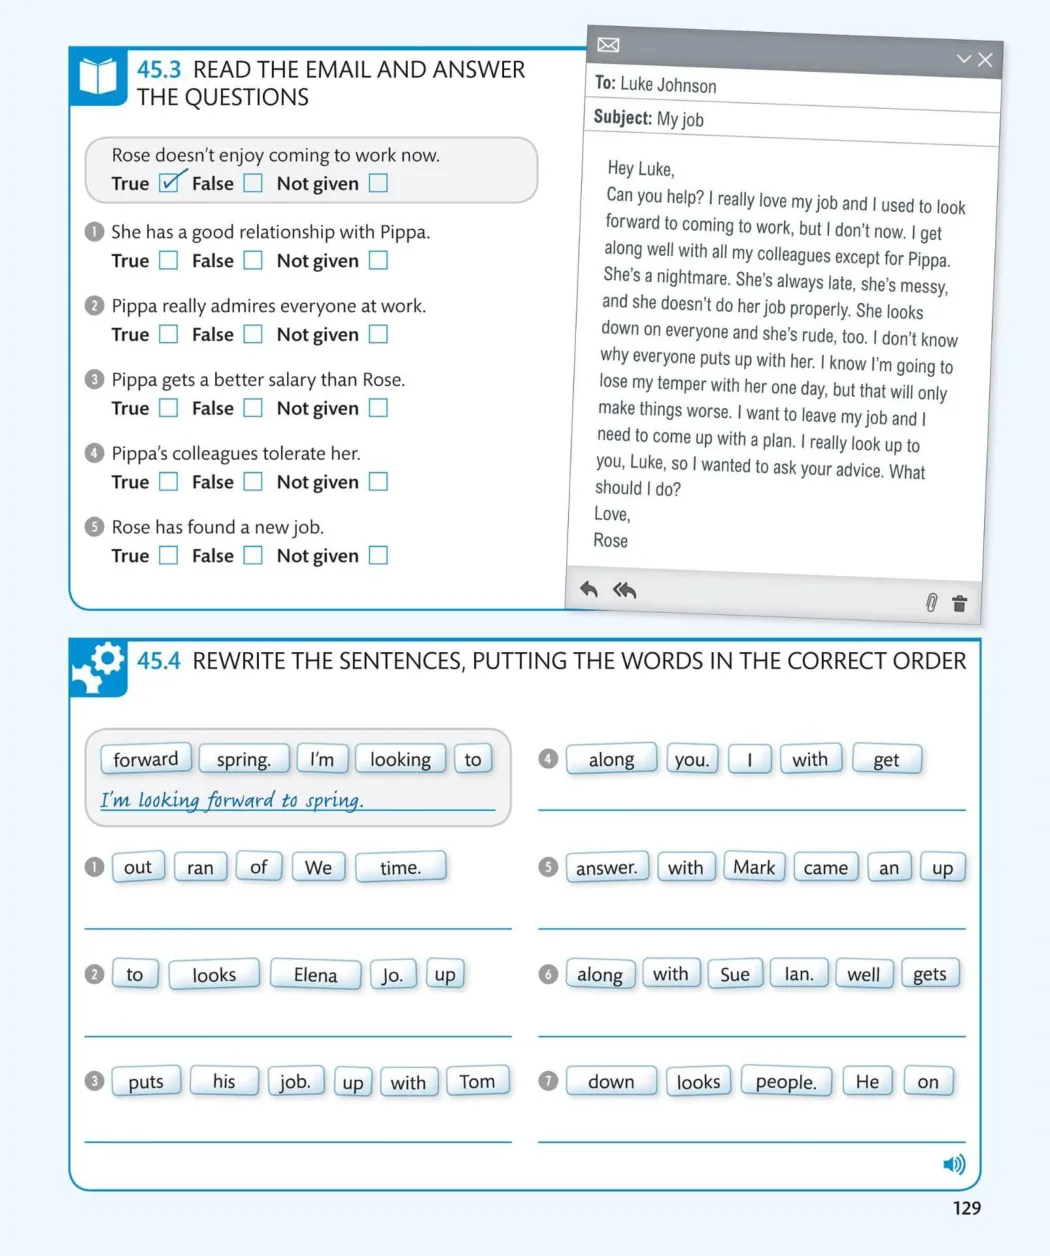 45.3 READ THE EMAIL AND ANSWER
THE QUESTIONS
Rose doesn't enjoy coming to work now.
True False Not given
1 She has a good relationship with Pippa.
True False Not given
2 Pippa really admires everyone at work.
True False Not given
3 Pippa gets a better salary than Rose.
True False Not given
4 Pippa's colleagues tolerate her.
True False Not given
5 Rose has found a new job.
True False Not given
To: Luke Johnson
Subject: My job
Hey Luke,
Can you help? I really love my job and I used to look
forward to coming to work, but I don't now. I get
along well with all my colleagues except for Pippa.
She's a nightmare. She's always late, she's messy,
and she doesn't do her job properly. She looks
down on everyone and she's rude, too. I don't know
why everyone puts up with her. I know I'm going to
lose my temper with her one day, but that will only
make things worse. I want to leave my job and I
need to come up with a plan. I really look up to
you, Luke, so I wanted to ask your advice. What
should I do?
Love,
Rose
45.4 REWRITE THE SENTENCES, PUTTING THE WORDS IN THE CORRECT ORDER
forward spring. I'm looking to
I'm looking forward to spring.
1 out ran of We time.
2 to looks Elena Jo. up
3 puts his job. up with Tom
4 along you. I with get
5 answer. with Mark came an up
6 along with Sue Ian. well gets
7 down looks people. He on
129